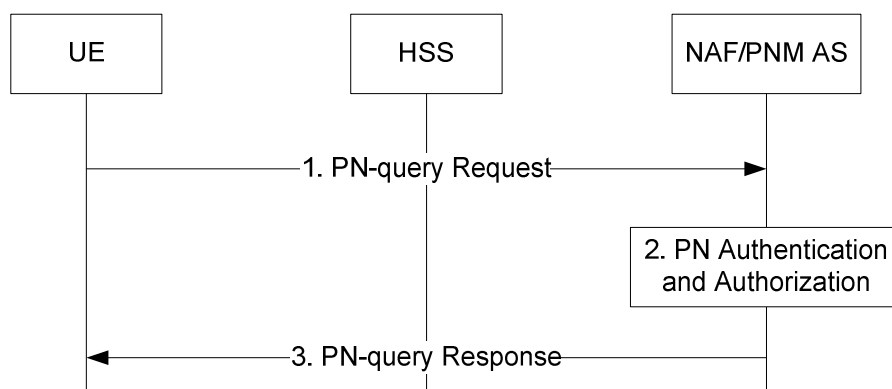 UE
HSS
NAF/PNM AS
1. PN-query Request
2. PN Authentication
and Authorization
3. PN-query Response